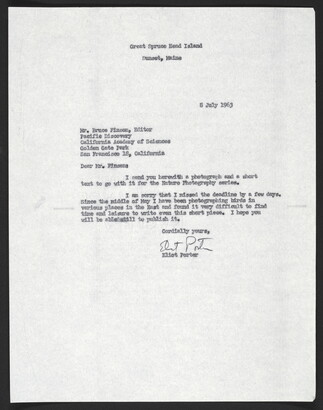 Great Spruce Head Island
Sunset, Maine
2 July 1963
Mr. Bruce Finson, Editor
Pacific Discovery
California Academy of Sciences
Golden Gate Park
San Francisco 18, California
Dear Mr. Finson:
I send you herewith a photograph and a short
text to go with it for the Nature Photography series.
I am worry that I missed the deadline by a few days.
Since the middle of May I have been photographing birds in
various places in the East and found it very difficult to find
time and leisure to write even this short piece. I hope you
will be able still to publish it.
Cordially yours,
Eliot Porter
Eliot Porter